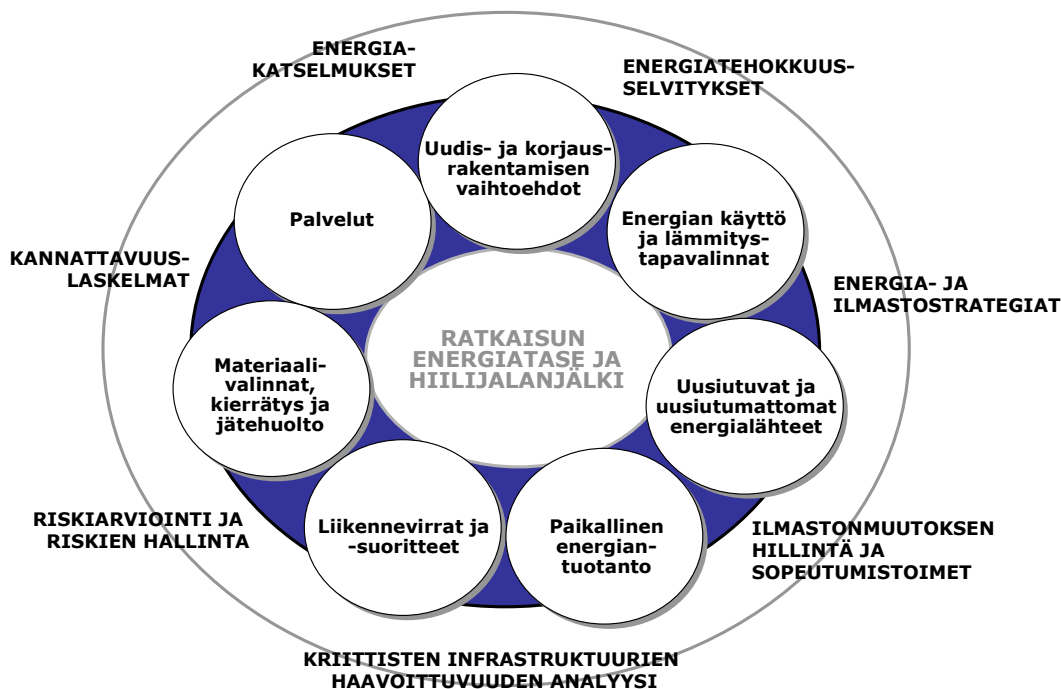 ENERGIA-
KATSELMUKSET
ENERGIATEHOKKUUS-
SELVITYKSET
Uudis- ja korjaus-
rakentamisen
vaihtoehdot
Palvelut
Energian käyttö
ja lämmitys-
tapavalinnat
KANNATTAVUUS-
LASKELMAT
ENERGIA- JA
ILMASTOSTRATEGIAT
RATKAISUN
ENERGIATASE JA
HIILIJALANJÄLKI
Materiaali-
valinnat,
kierrätys ja
jätehuolto
Uusiutuvat ja
uusiutumattomat
energialähteet
RISKIARVIOINTI JA
RISKIEN HALLINTA
Liikennevirrat ja
-suoritteet
Paikallinen
energian-
tuotanto
ILMASTONMUUTOKSEN
HILLINTÄ JA
SOPEUTUMISTOIMET
KRIITTISTEN INFRASTRUKTUURIEN
HAAVOITTUVUUDEN ANALYYSI